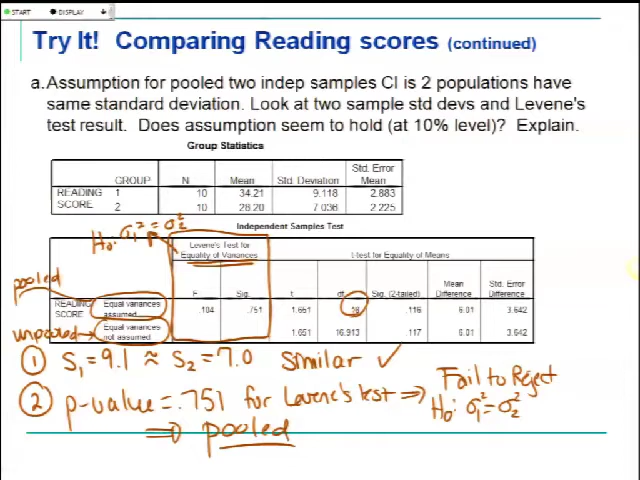 START DISPLAY
Try It! Comparing Reading scores (continued)
a. Assumption for pooled two indep samples CI is 2 populations have
same standard deviation. Look at two sample std devs and Levene's
test result. Does assumption seem to hold (at 10% level)? Explain.
Group Statistics
GROUP N Mean Std. Deviation Std. Error Mean
READING SCORE 1 10 34.21 9.118 2.883
2 10 28.20 7.036 2.225
H₀: σ₁² = σ₂²
Independent Samples Test
Levene's Test for Equality of Variances t-test for Equality of Means
F Sig. t df Sig. (2-tailed) Mean Difference Std. Error Difference
pooled
READING SCORE Equal variances assumed .104 .751 1.651 18 .116 6.01 3.642
unpooled Equal variances not assumed 1.651 16.913 .117 6.01 3.642
① S₁ = 9.1 ≈ S₂ = 7.0 similar ✓
② p-value = .751 for Levene's test ⇒ Fail to Reject
H₀: σ₁² = σ₂²
⇒ pooled